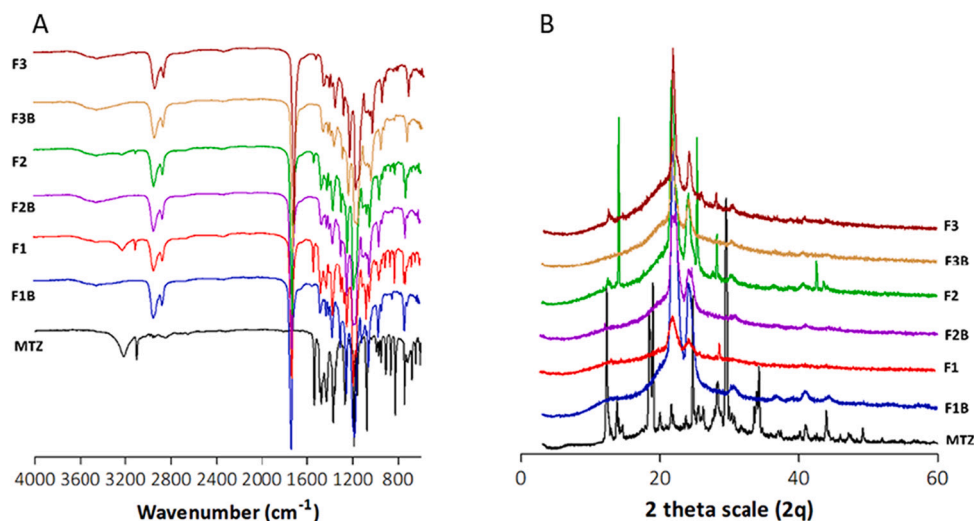 A
F3
F3B
F2
F2B
F1
F1B
MTZ
4000 3600 3200 2800 2400 2000 1600 1200 800
Wavenumber (cm⁻¹)
B
F3
F3B
F2
F2B
F1
F1B
MTZ
0 20 40 60
2 theta scale (2q)